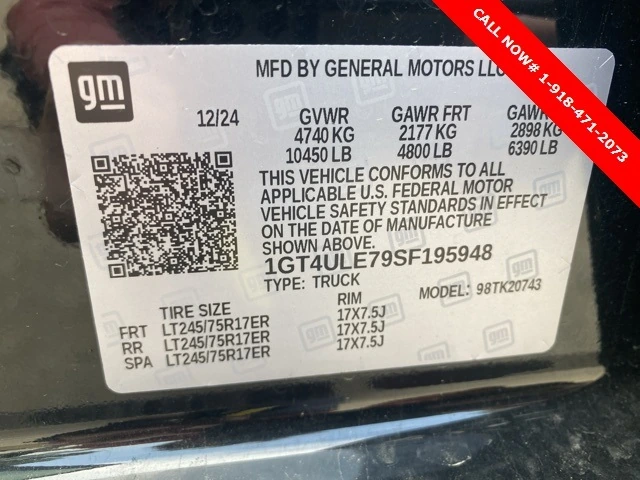 CALL NOW# 1-918-471-2073
gm
MFD BY GENERAL MOTORS LLC
12/24 GVWR GAWR FRT GAWR
4740 KG 2177 KG 2898 KG
10450 LB 4800 LB 6390 LB
THIS VEHICLE CONFORMS TO ALL
APPLICABLE U.S. FEDERAL MOTOR
VEHICLE SAFETY STANDARDS IN EFFECT
ON THE DATE OF MANUFACTURE
SHOWN ABOVE.
1GT4ULE79SF195948
TYPE: TRUCK MODEL: 98TK20743
TIRE SIZE RIM
FRT LT245/75R17ER 17X7.5J
RR LT245/75R17ER 17X7.5J
SPA LT245/75R17ER 17X7.5J